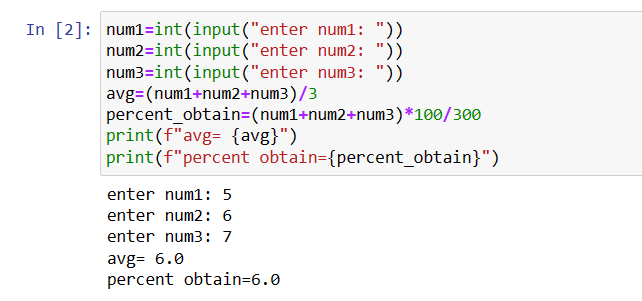 In [2]: num1=int(input("enter num1: "))
num2=int(input("enter num2: "))
num3=int(input("enter num3: "))
avg=(num1+num2+num3)/3
percent_obtain=(num1+num2+num3)*100/300
print(f"avg= {avg}")
print(f"percent obtain={percent_obtain}")
enter num1: 5
enter num2: 6
enter num3: 7
avg= 6.0
percent obtain=6.0